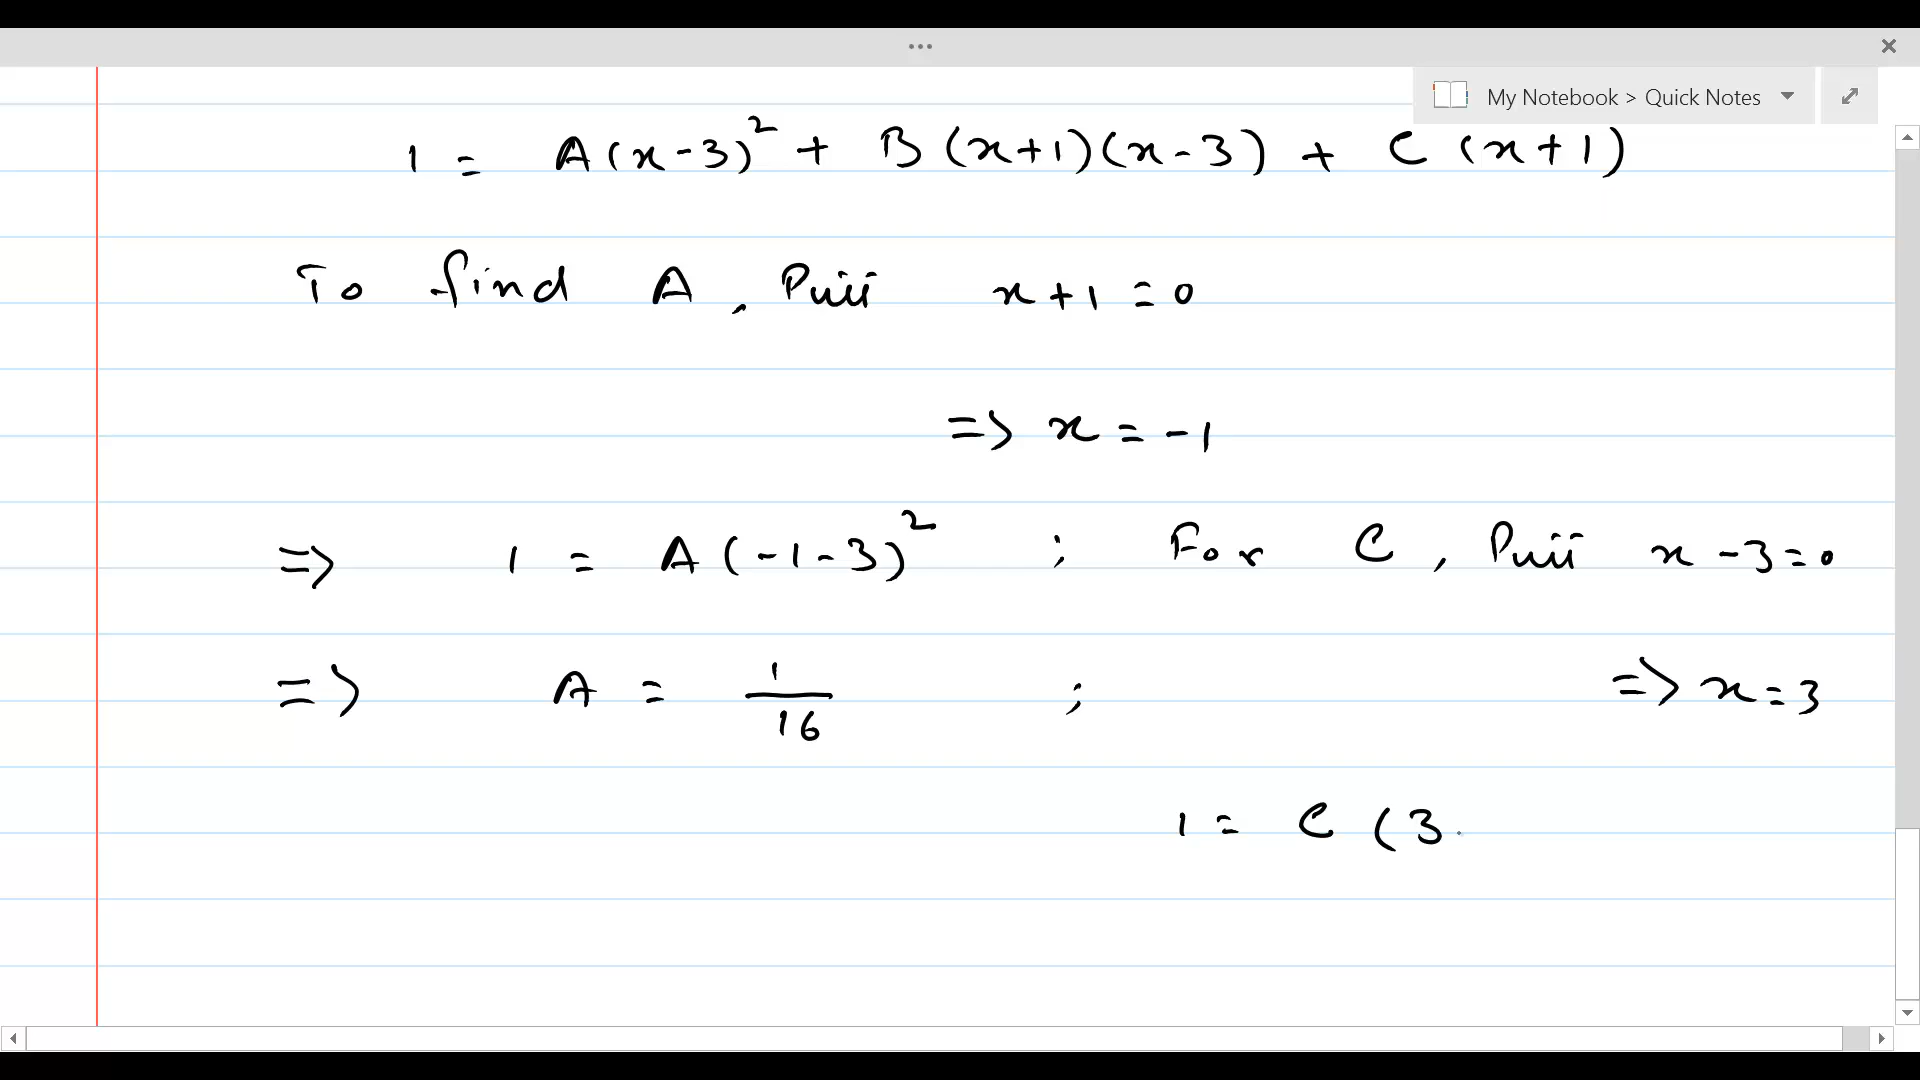 ...
My Notebook > Quick Notes
1 = A(x-3)² + B(x+1)(x-3) + C(x+1)
To find A, Put x+1=0
=> x = -1
=> 1 = A(-1-3)² ; For C, Put x-3=0
=> A = 1/16 ; => x=3
1 = C (3